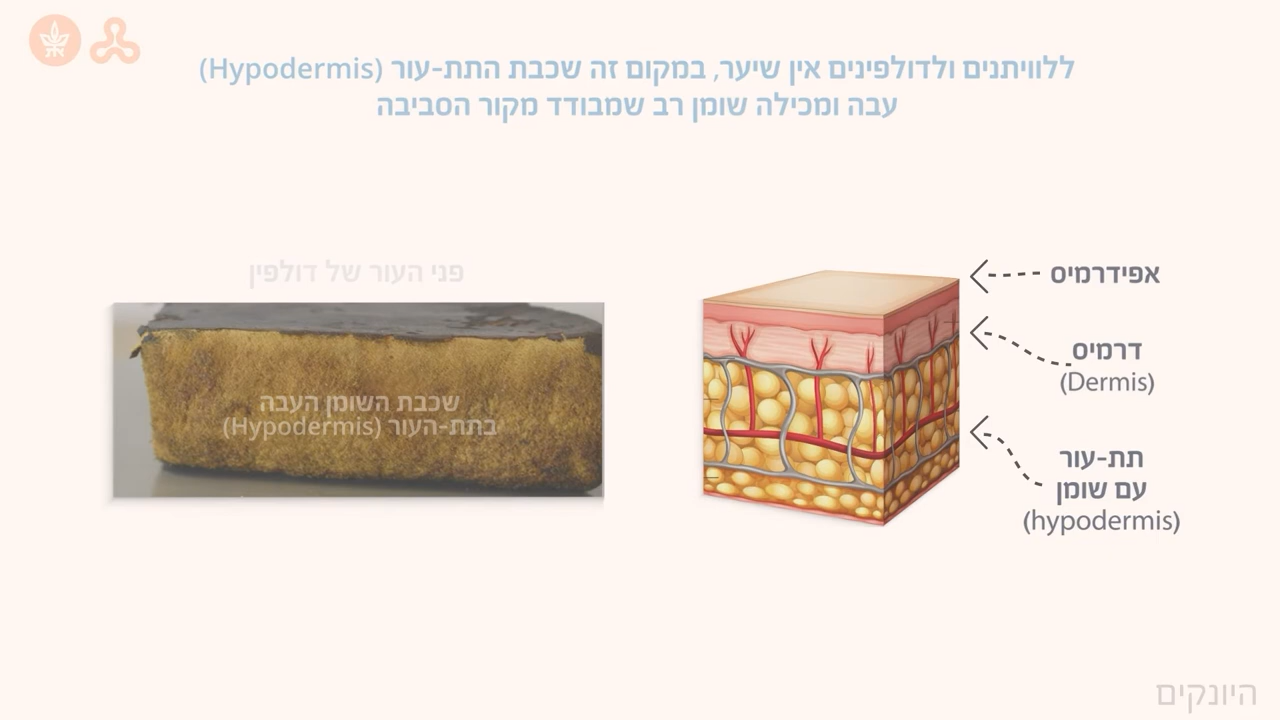 ללוויתנים ולדולפינים אין שיער, במקום זה שכבת התת-עור (Hypodermis)
עבה ומכילה שומן רב שמבודד מקור הסביבה
אפידרמיס
דרמיס
(Dermis)
תת-עור
עם שומן
(hypodermis)
פני העור של דולפין
שכבת השומן העבה
בתת-העור (Hypodermis)
היונקים